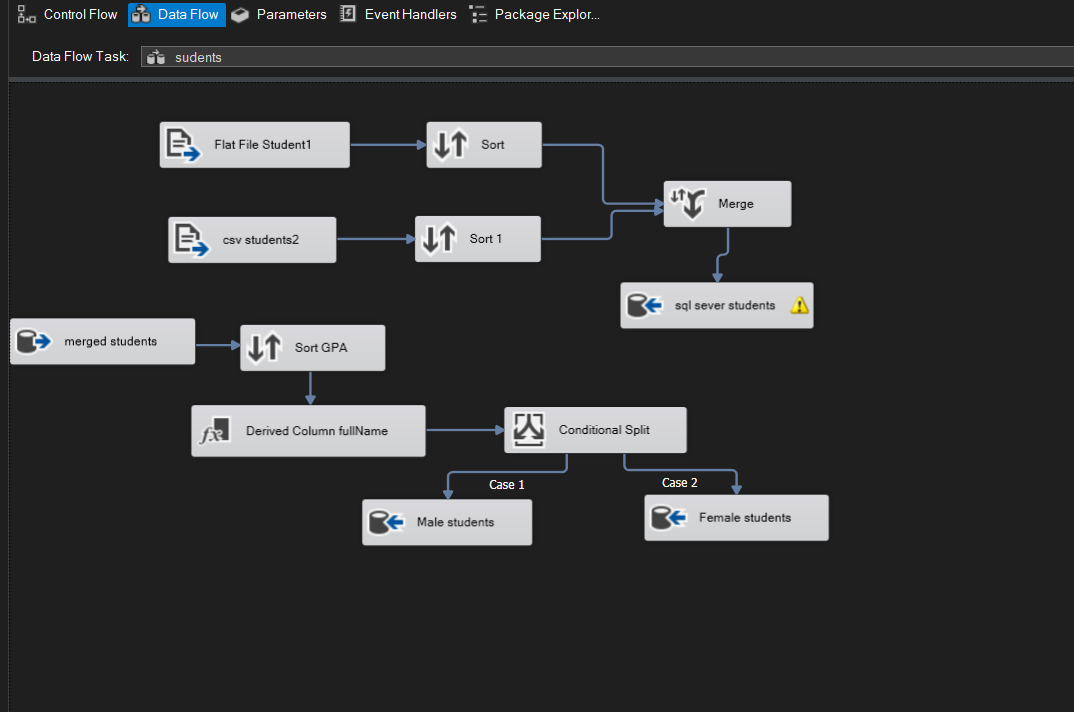 Control Flow Data Flow Parameters Event Handlers Package Explor...
Data Flow Task: sudents
Flat File Student1
Sort
Merge
csv students2
Sort 1
sql sever students
merged students
Sort GPA
Derived Column fullName
Conditional Split
Case 1
Case 2
Male students
Female students